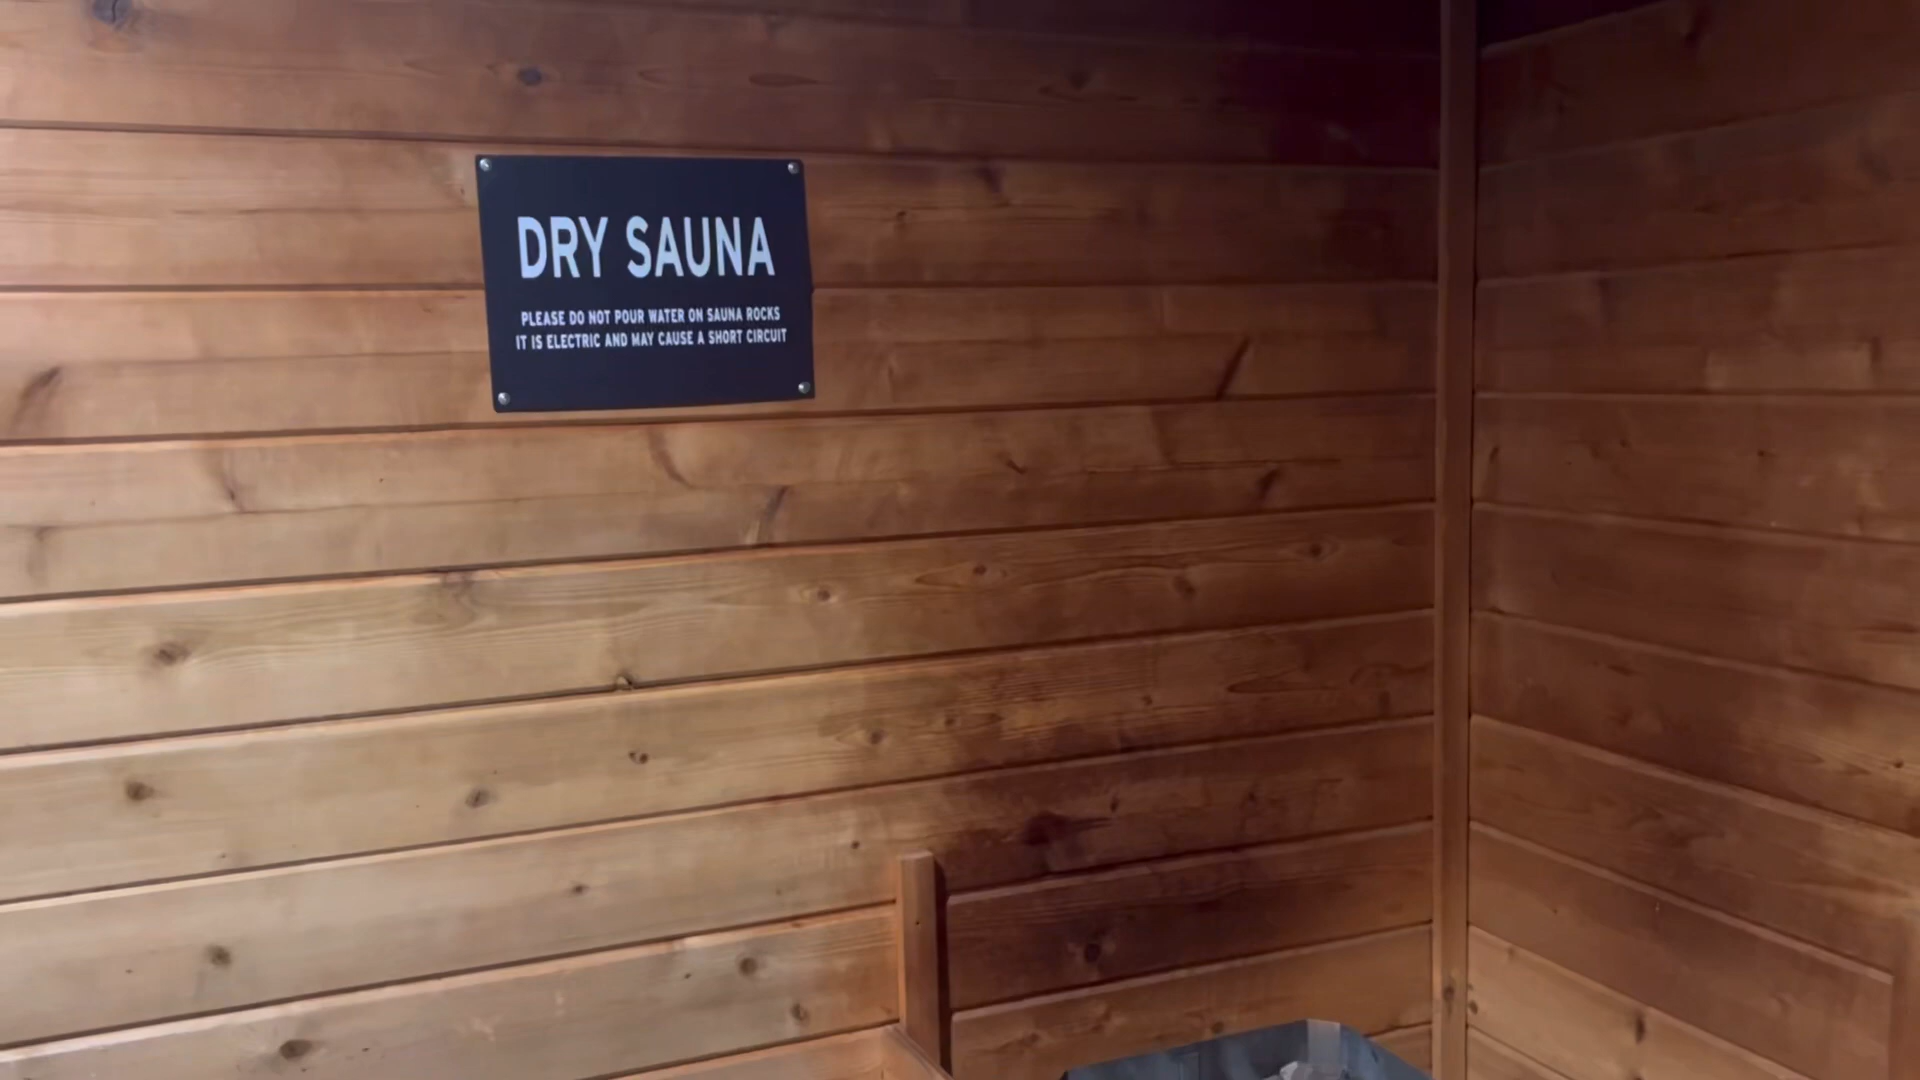 DRY SAUNA
PLEASE DO NOT POUR WATER ON SAUNA ROCKS
IT IS ELECTRIC AND MAY CAUSE A SHORT CIRCUIT